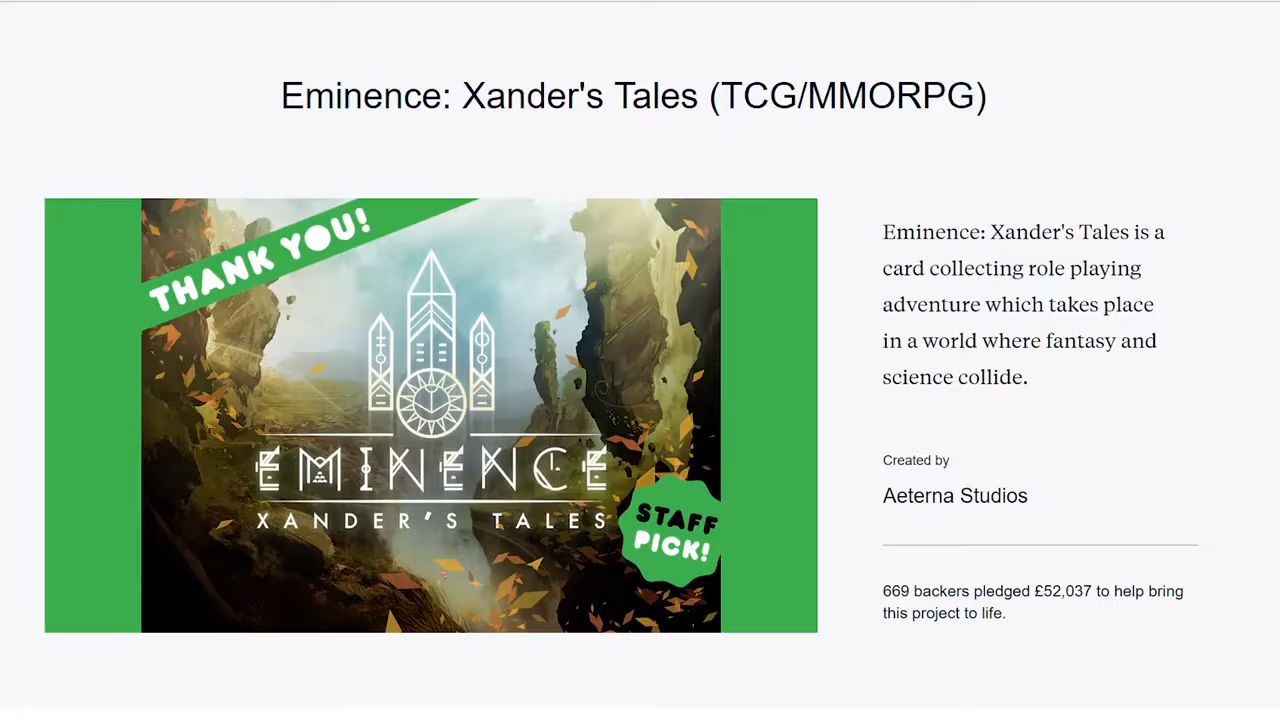 Eminence: Xander's Tales (TCG/MMORPG)
THANK YOU!
EMINENCE
XANDER'S TALES
STAFF
PICK!
Eminence: Xander's Tales is a
card collecting role playing
adventure which takes place
in a world where fantasy and
science collide.
Created by
Aeterna Studios
669 backers pledged £52,037 to help bring
this project to life.